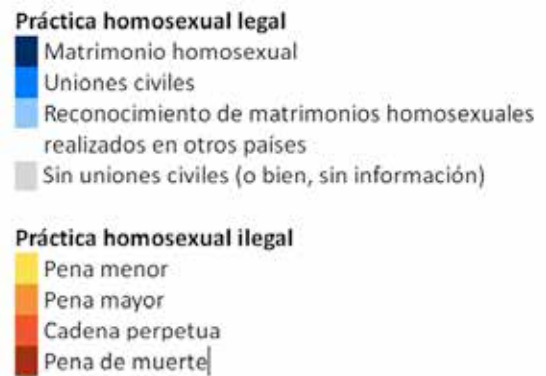 Práctica homosexual legal
Matrimonio homosexual
Uniones civiles
Reconocimiento de matrimonios homosexuales
realizados en otros países
Sin uniones civiles (o bien, sin información)
Práctica homosexual ilegal
Pena menor
Pena mayor
Cadena perpetua
Pena de muerte